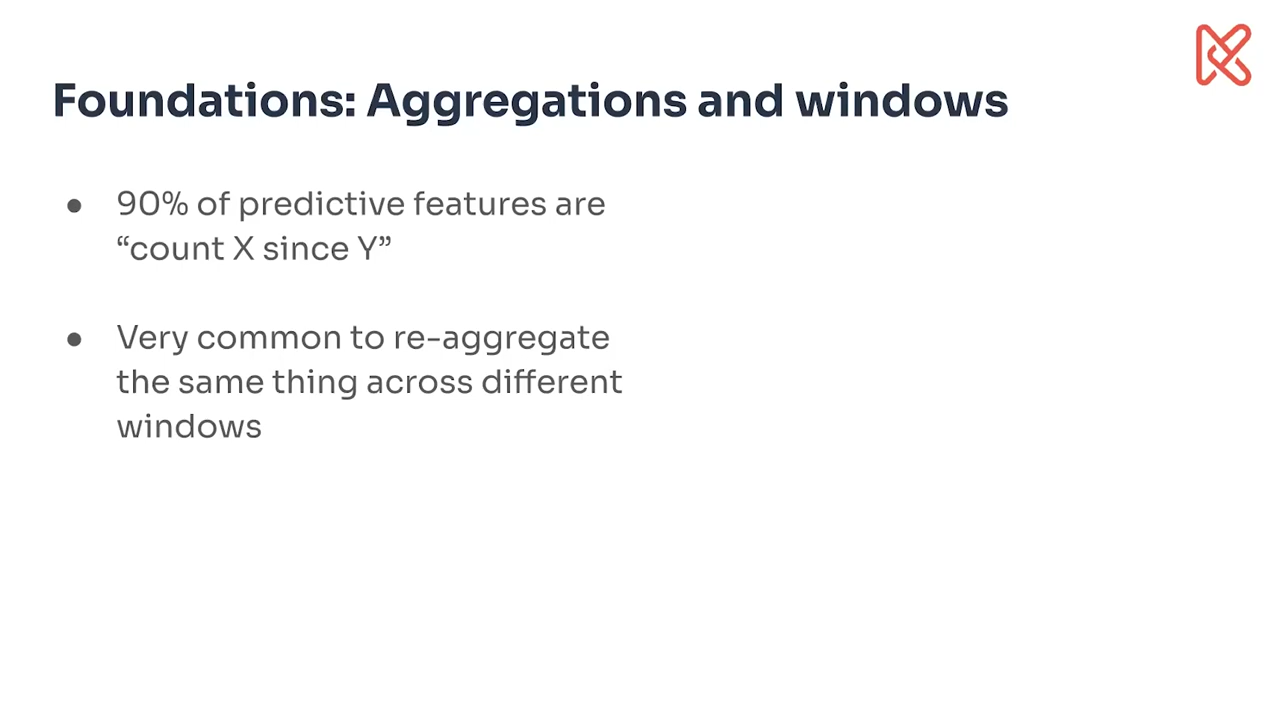 Foundations: Aggregations and windows
● 90% of predictive features are
“count X since Y”
● Very common to re-aggregate
the same thing across different
windows